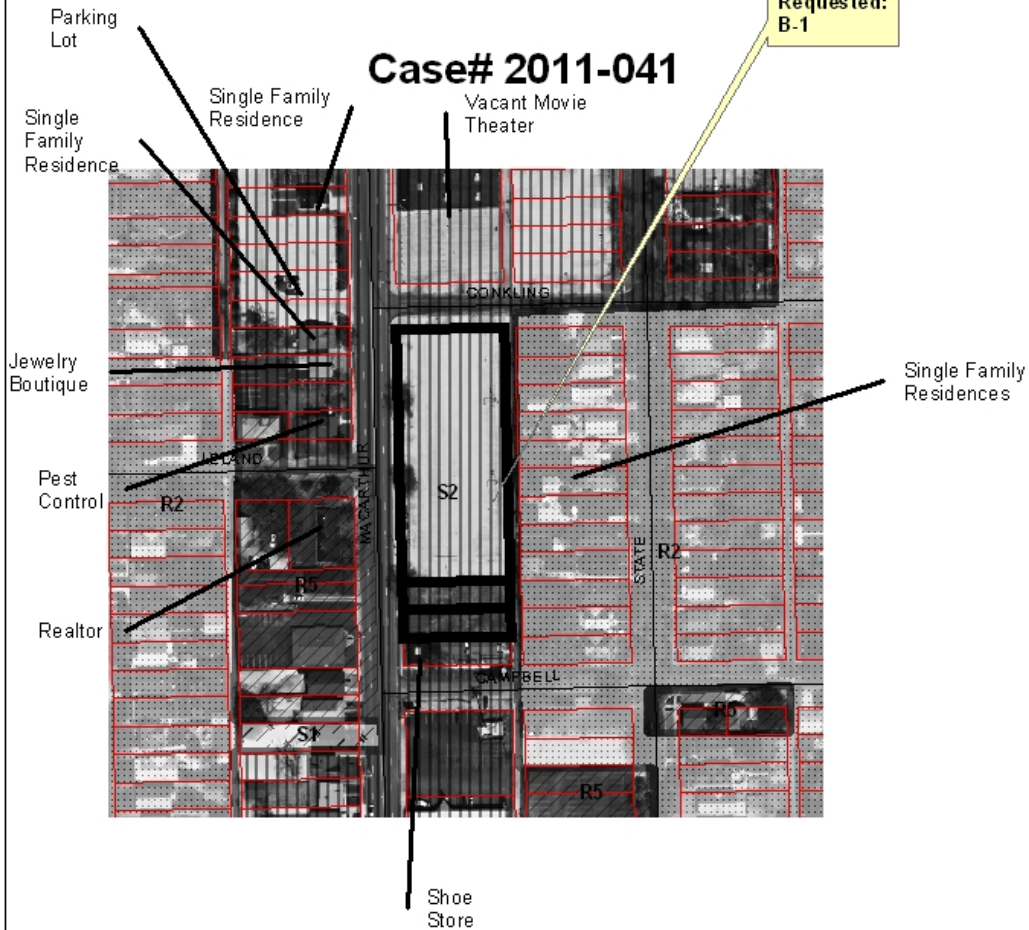 Requested:
B-1
Parking
Lot
Case# 2011-041
Single Family
Residence
Vacant Movie
Theater
Single
Family
Residence
CONKLING
Jewelry
Boutique
Single Family
Residences
LELAND
MACARTHUR
Pest
Control
R2
S2
STATE
R2
R5
Realtor
CAMPBELL
R5
S1
R5
Shoe
Store